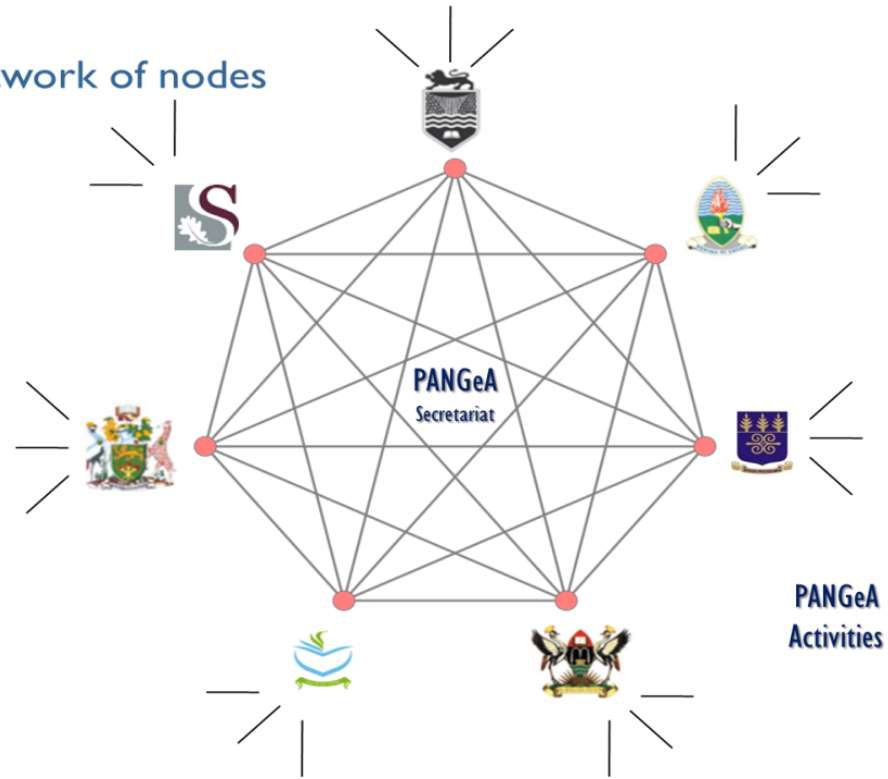 work of nodes
PANGeA
Secretariat
PANGeA
Activities